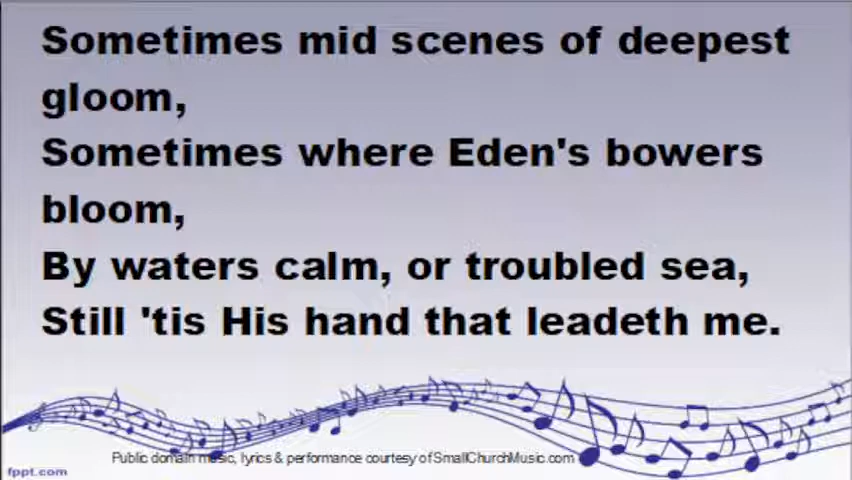 Sometimes mid scenes of deepest
gloom,
Sometimes where Eden's bowers
bloom,
By waters calm, or troubled sea,
Still 'tis His hand that leadeth me.
Public domain music, lyrics & performance courtesy of SmallChurchMusic.com
fppt.com